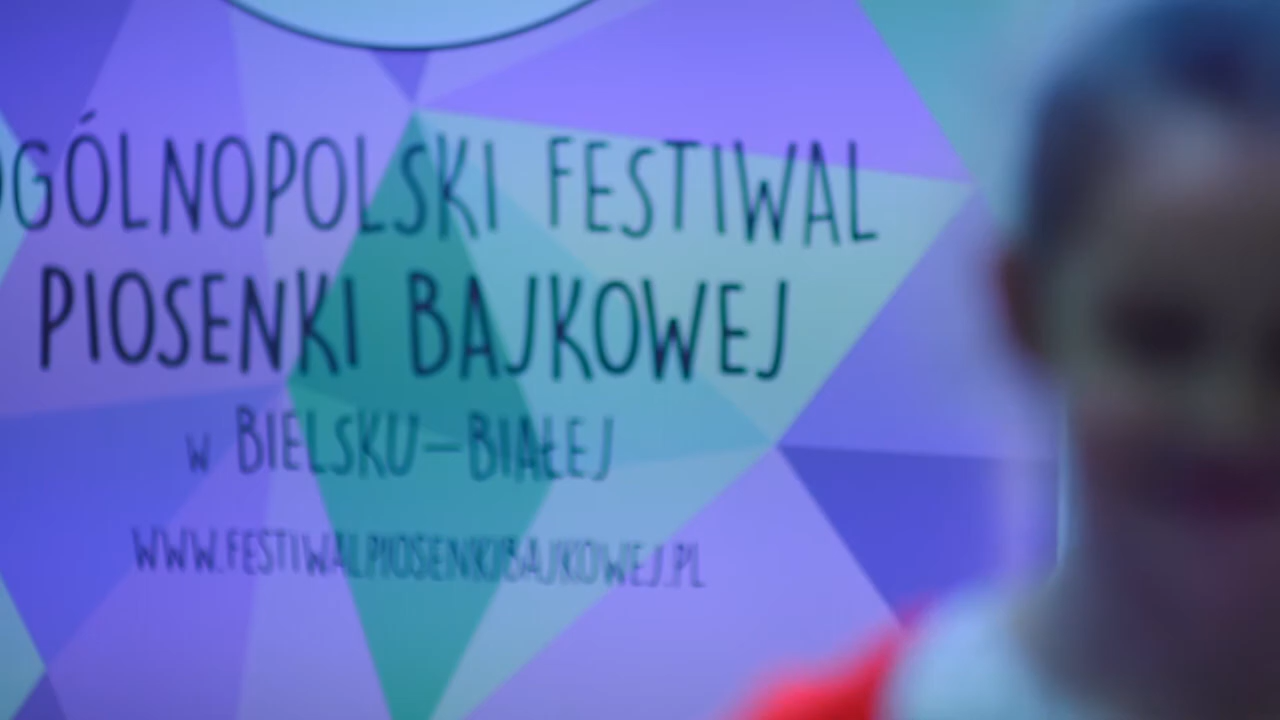 OGÓLNOPOLSKI FESTIWAL
PIOSENKI BAJKOWEJ
W BIELSKU-BIAŁEJ
WWW.FESTIWALPIOSENKIBAJKOWEJ.PL